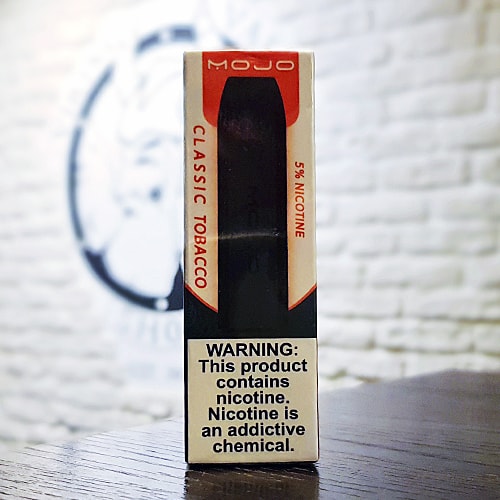 MOJO
CLASSIC TOBACCO
5% NICOTINE
WARNING:
This product
contains
nicotine.
Nicotine is
an addictive
chemical.